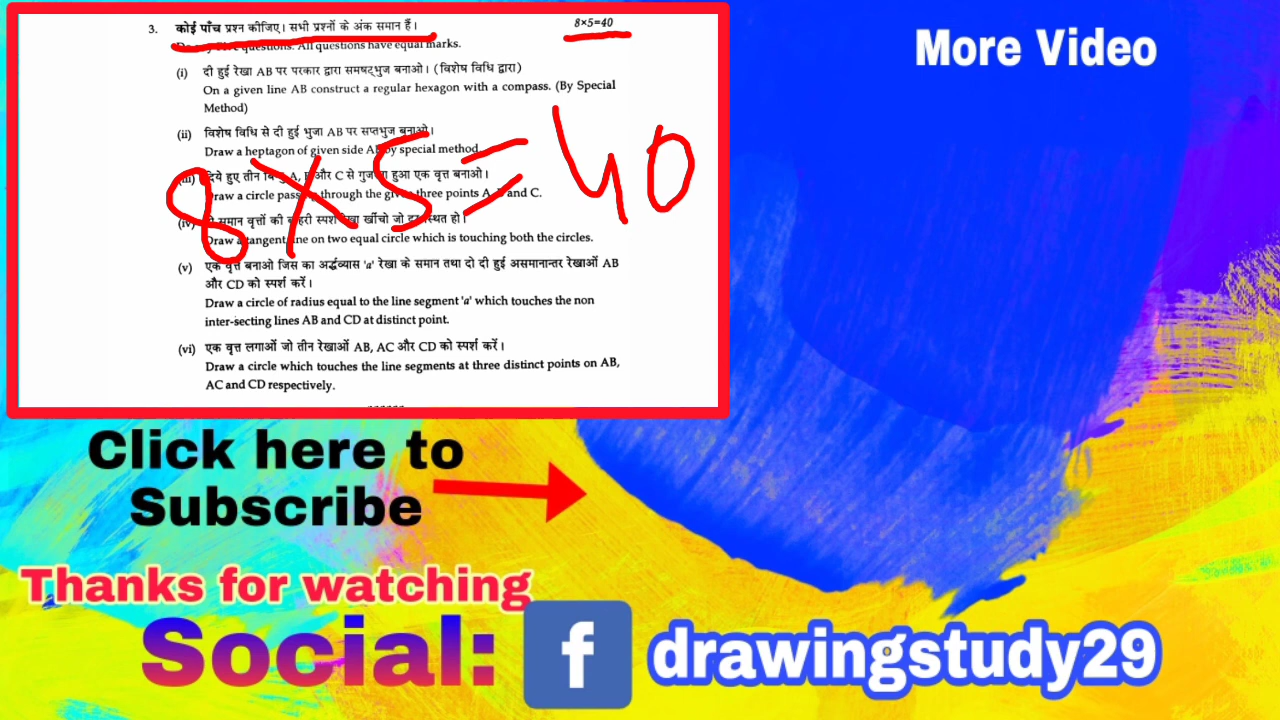 3. कोई पाँच प्रश्न कीजिए। सभी प्रश्नों के अंक समान हैं। 8×5=40
questions. All questions have equal marks.
(i) दी हुई रेखा AB पर परकार द्वारा समषट्भुज बनाओ। (विशेष विधि द्वारा)
On a given line AB construct a regular hexagon with a compass. (By Special
Method)
(ii) विशेष विधि से दी हुई भुजा AB पर सप्तभुज बनाओ।
Draw a heptagon of given side AB by special method.
8×5=40
(iii) दिये हुए तीन A, और C से हुआ एक वृत्त बनाओ।
Draw a circle through the three points A, and C.
(iv) समान वृत्तों की स्पर्श रेखा खींचो जो हो।
Draw a tangent line on two equal circle which is touching both the circles.
(v) एक वृत्त बनाओ जिस का अर्द्धव्यास 'a' रेखा के समान तथा दो दी हुई असमानान्तर रेखाओं AB
और CD को स्पर्श करें।
Draw a circle of radius equal to the line segment 'a' which touches the non
inter-secting lines AB and CD at distinct point.
(vi) एक वृत्त लगाओं जो तीन रेखाओं AB, AC और CD को स्पर्श करें।
Draw a circle which touches the line segments at three distinct points on AB,
AC and CD respectively.
More Video
Click here to
Subscribe
Thanks for watching
Social: f drawingstudy29